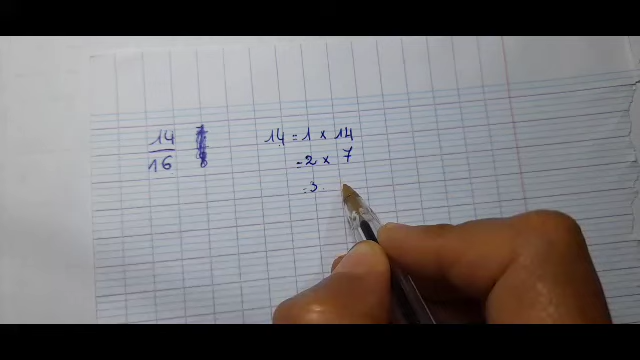 14/16
14 = 1 x 14
= 2 x 7
= 3